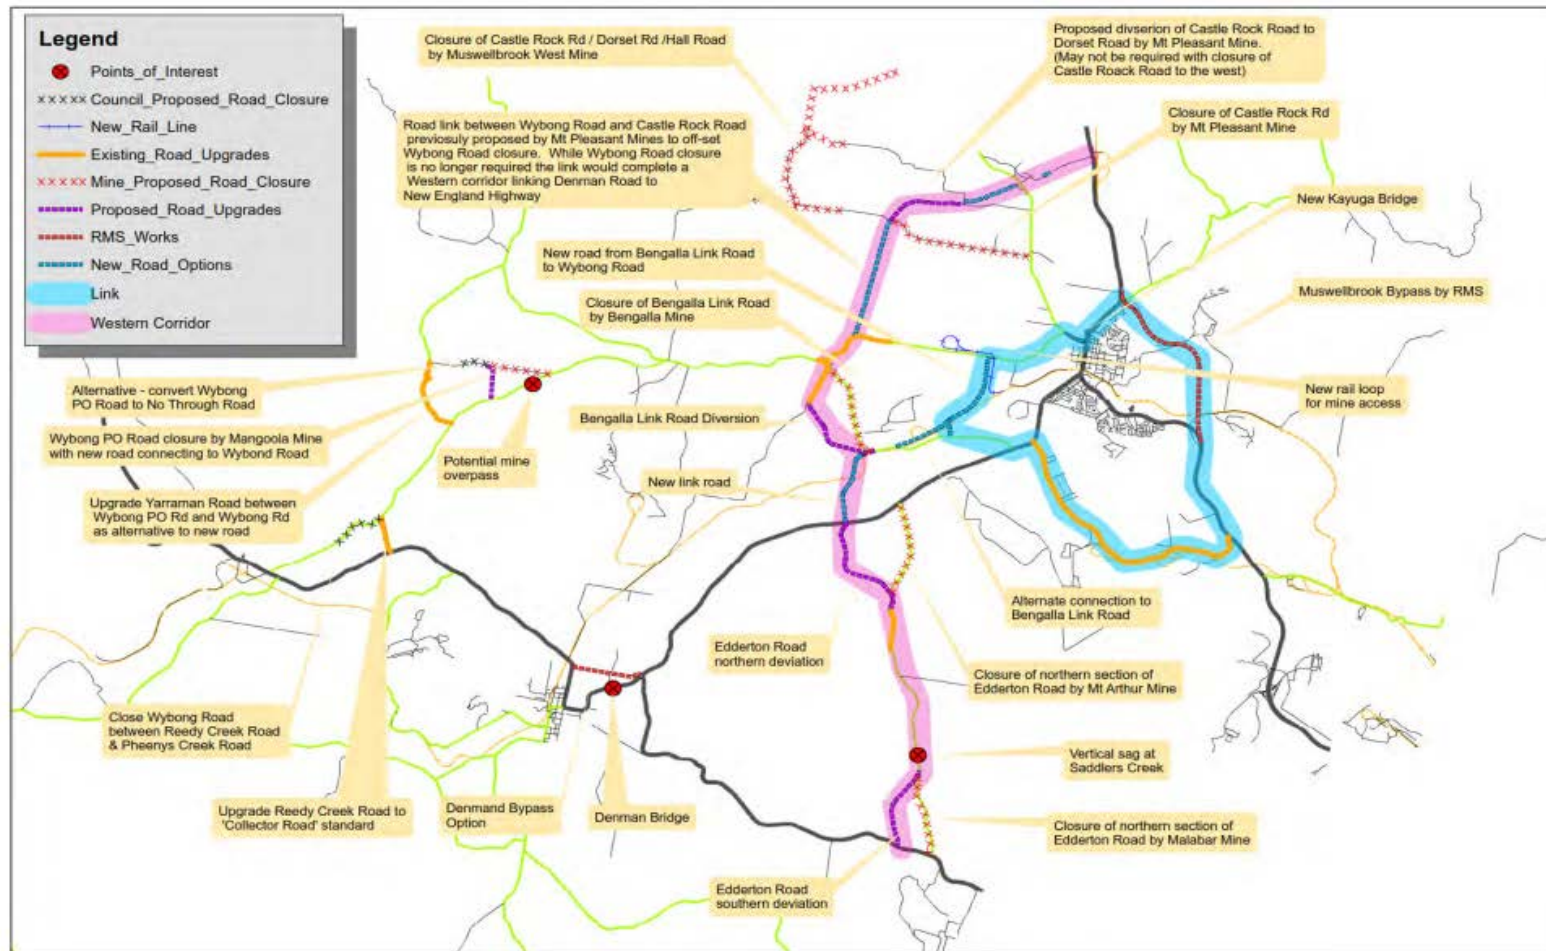 Legend
Points_of_Interest
Council_Proposed_Road_Closure
New_Rail_Line
Existing_Road_Upgrades
Mine_Proposed_Road_Closure
Proposed_Road_Upgrades
RMS_Works
New_Road_Options
Link
Western Corridor
Closure of Castle Rock Rd / Dorset Rd /Hall Road
by Muswellbrook West Mine
Proposed divserion of Castle Rock Road to
Dorset Road by Mt Pleasant Mine.
(May not be required with closure of
Castle Roack Road to the west)
Road link between Wybong Road and Castle Rock Road
previosuly proposed by Mt Pleasant Mines to off-set
Wybong Road closure. While Wybong Road closure
is no longer required the link would complete a
Western corridor linking Denman Road to
New England Highway
Closure of Castle Rock Rd
by Mt Pleasant Mine
New Kayuga Bridge
New road from Bengalla Link Road
to Wybong Road
Closure of Bengalla Link Road
by Bengalla Mine
Muswellbrook Bypass by RMS
Alternative - convert Wybong
PO Road to No Through Road
New rail loop
for mine access
Bengalla Link Road Diversion
Wybong PO Road closure by Mangoola Mine
with new road connecting to Wybond Road
Potential mine
overpass
New link road
Upgrade Yarraman Road between
Wybong PO Rd and Wybong Rd
as alternative to new road
Alternate connection to
Bengalla Link Road
Edderton Road
northern deviation
Closure of northern section of
Edderton Road by Mt Arthur Mine
Close Wybong Road
between Reedy Creek Road
& Pheenys Creek Road
Vertical sag at
Saddlers Creek
Upgrade Reedy Creek Road to
'Collector Road' standard
Denmand Bypass
Option
Denman Bridge
Closure of northern section of
Edderton Road by Malabar Mine
Edderton Road
southern deviation